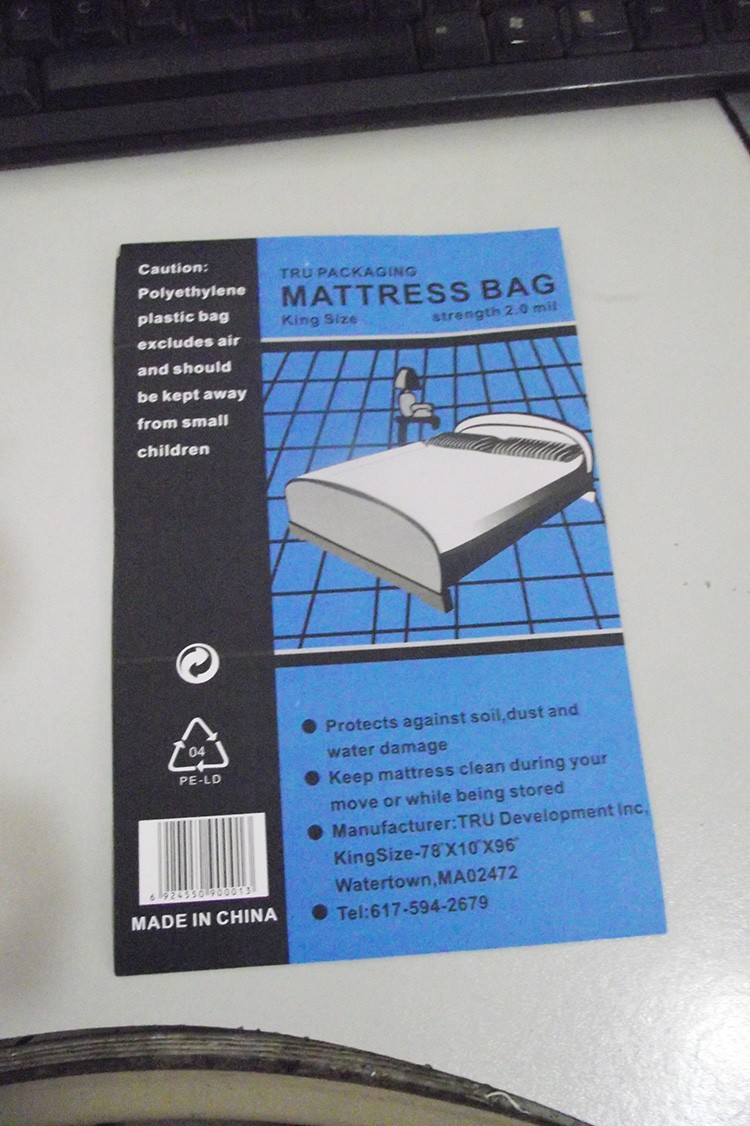 Caution:
Polyethylene
plastic bag
excludes air
and should
be kept away
from small
children
04
PE-LD
6 924550 900013
MADE IN CHINA
TRU PACKAGING
MATTRESS BAG
King Size strength 2.0 mil
● Protects against soil,dust and
water damage
● Keep mattress clean during your
move or while being stored
● Manufacturer:TRU Development Inc,
KingSize-78"X10"X96"
Watertown,MA02472
● Tel:617-594-2679